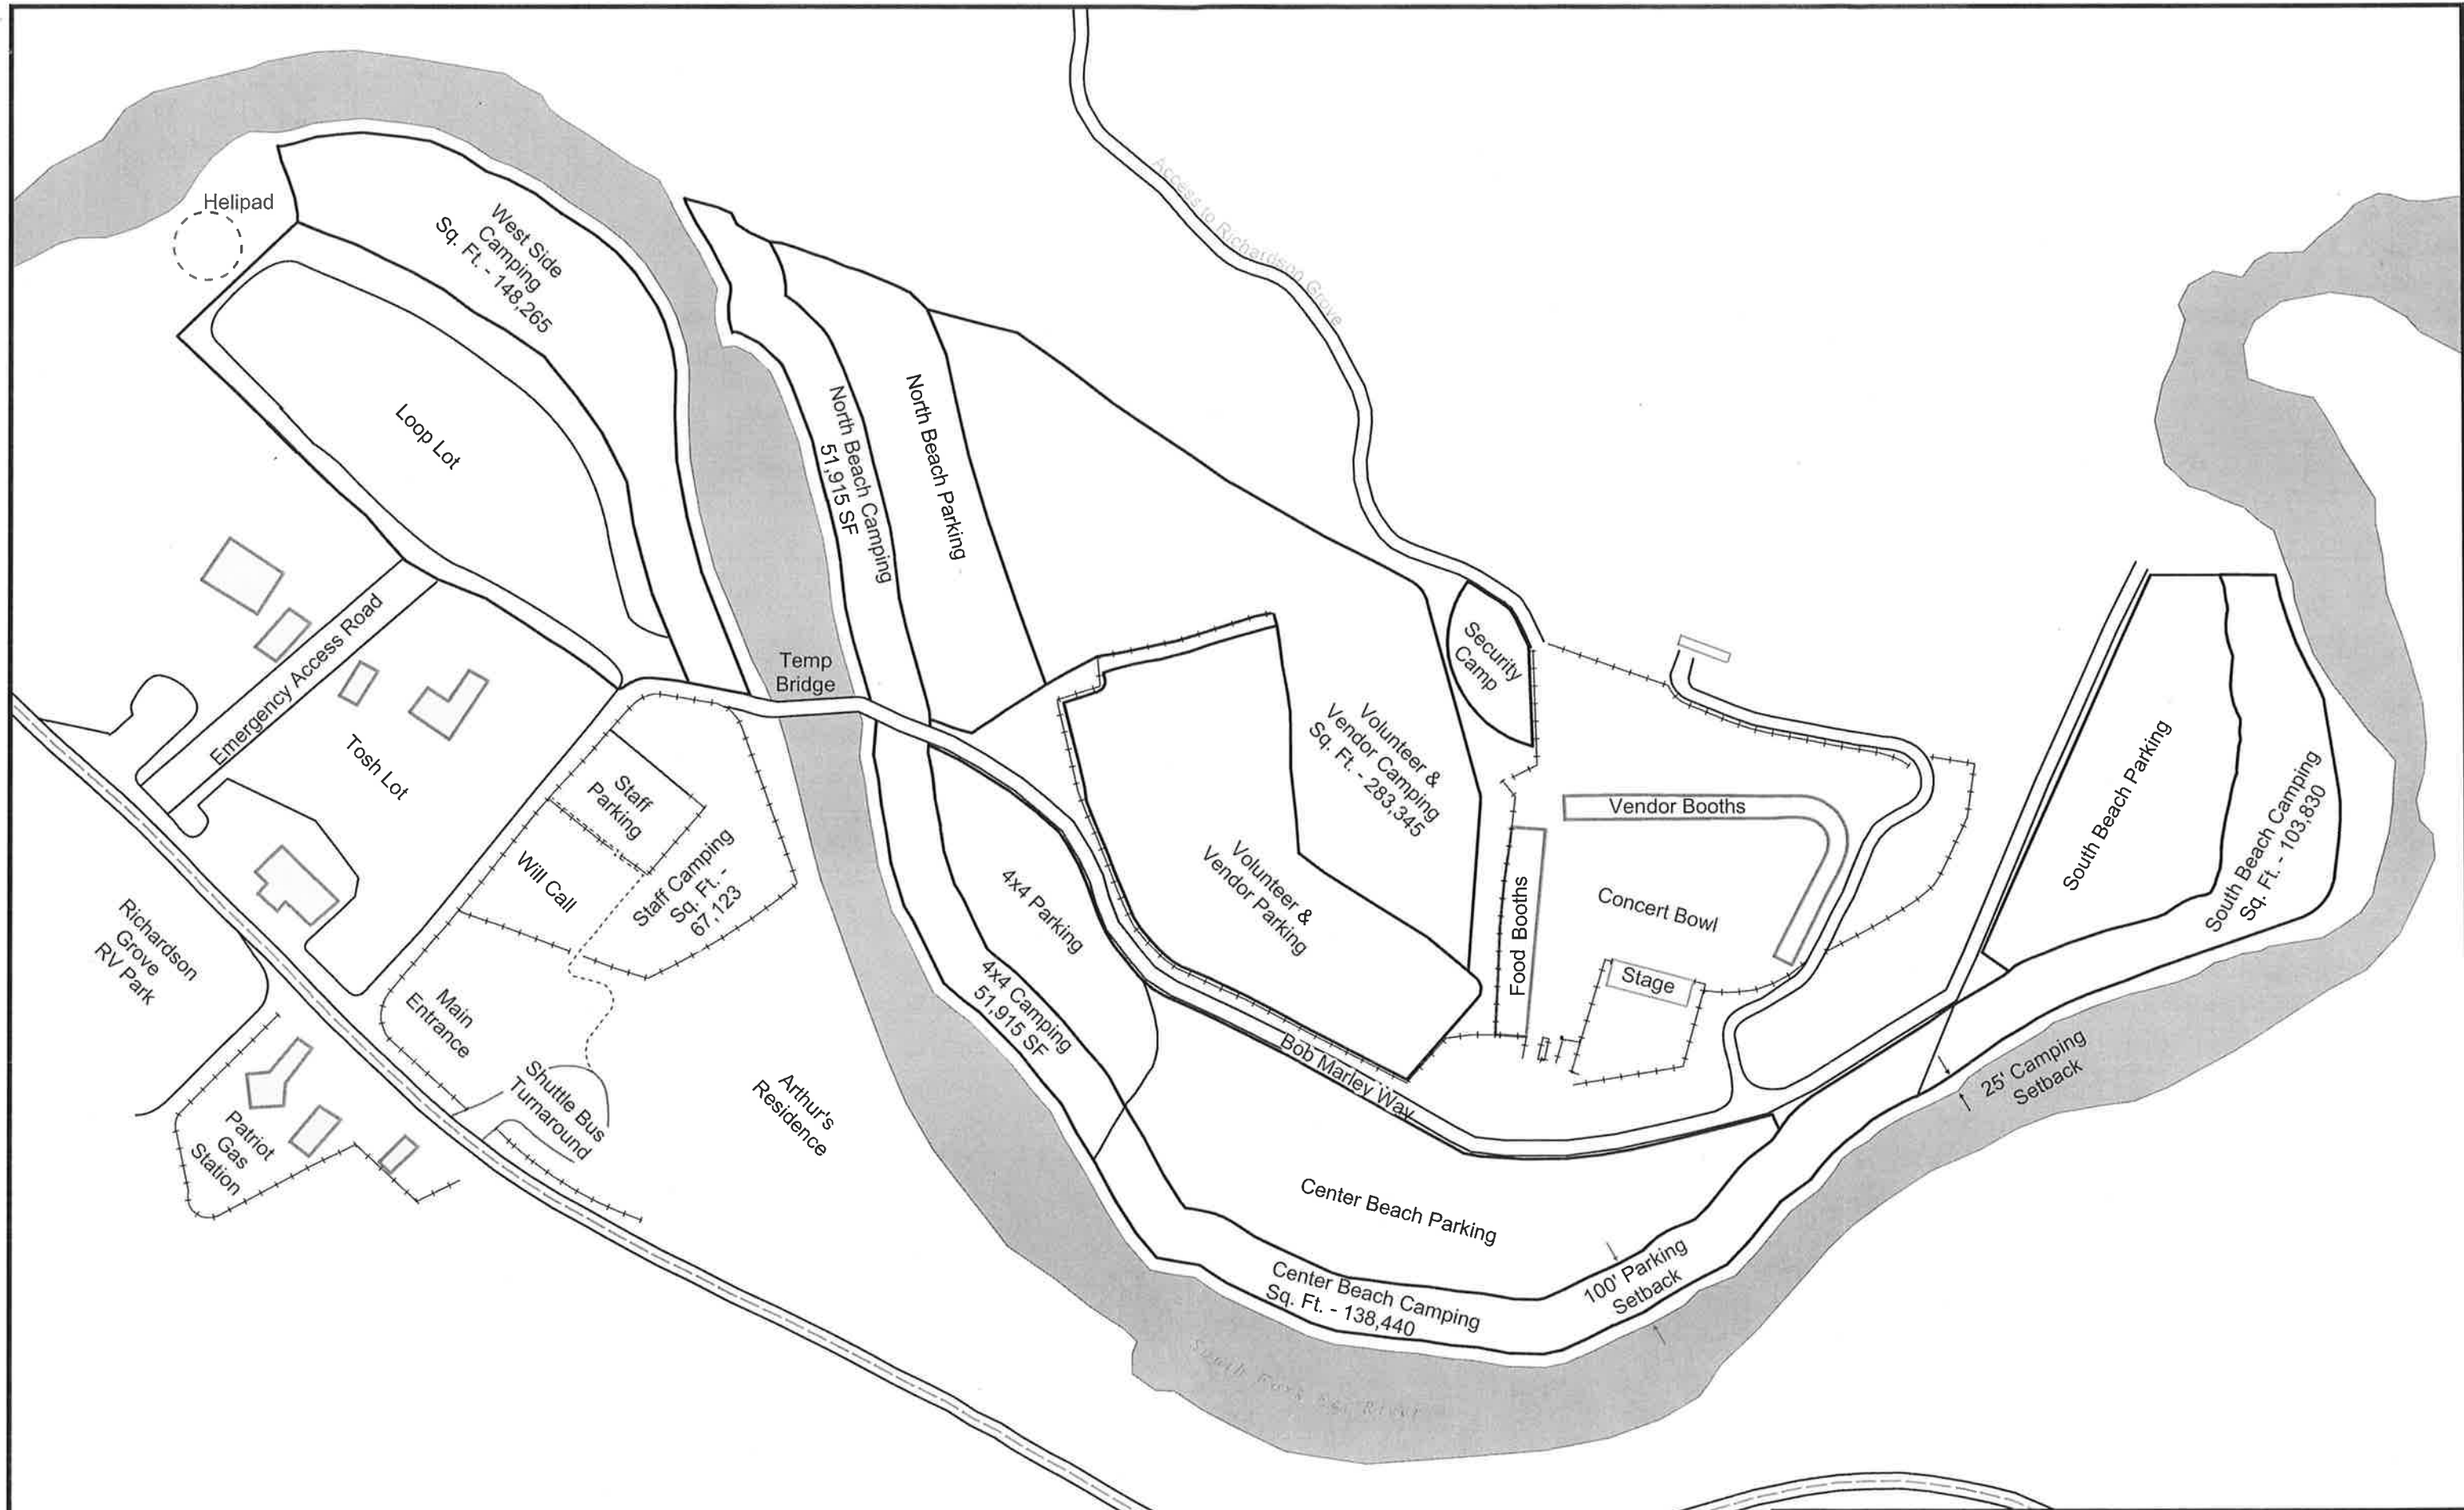 Access to Richardson Grove
Helipad
West Side
Camping
Sq. Ft. - 148,265
Loop Lot
North Beach Camping
51,915 SF
North Beach Parking
Emergency Access Road
Temp
Bridge
Security
Camp
Tosh Lot
Staff
Parking
Will Call
Staff Camping
Sq. Ft. -
67,123
Volunteer &
Vendor Camping
Sq. Ft. - 283,345
Volunteer &
Vendor Parking
Vendor Booths
Food Booths
Concert Bowl
Stage
South Beach Parking
South Beach Camping
Sq. Ft. - 103,830
4x4 Parking
4x4 Camping
51,915 SF
Richardson
Grove
RV Park
Main
Entrance
Bob Marley Way
Shuttle Bus
Turnaround
Arthur's
Residence
Patriot
Gas
Station
25' Camping
Setback
Center Beach Parking
100' Parking
Setback
Center Beach Camping
Sq. Ft. - 138,440
South Fork Eel River